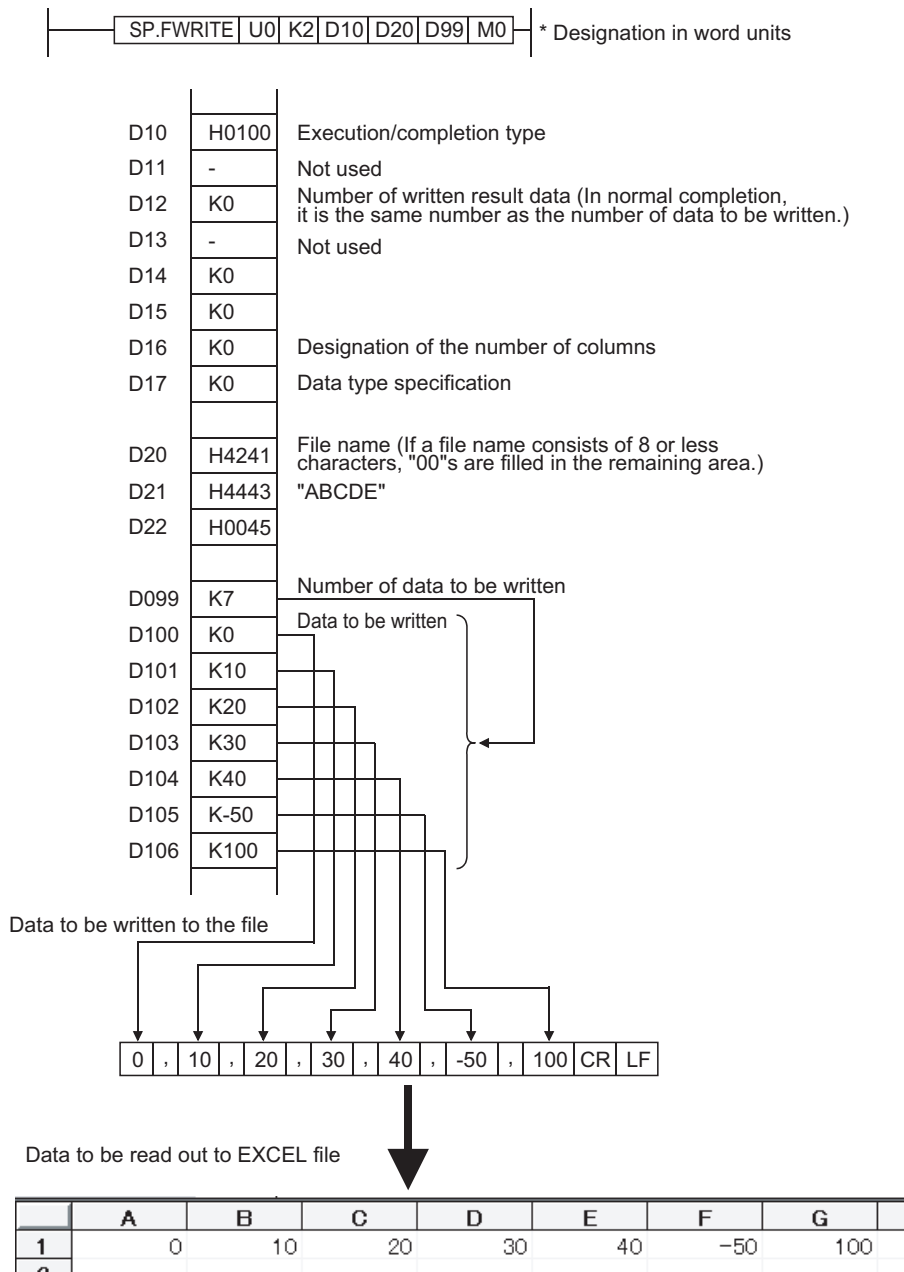 SP.FWRITE U0 K2 D10 D20 D99 M0 * Designation in word units
D10 H0100 Execution/completion type
D11 - Not used
D12 K0 Number of written result data (In normal completion,
it is the same number as the number of data to be written.)
D13 - Not used
D14 K0
D15 K0
D16 K0 Designation of the number of columns
D17 K0 Data type specification
D20 H4241 File name (If a file name consists of 8 or less
characters, "00"s are filled in the remaining area.)
D21 H4443 "ABCDE"
D22 H0045
D099 K7 Number of data to be written
D100 K0 Data to be written
D101 K10
D102 K20
D103 K30
D104 K40
D105 K-50
D106 K100
Data to be written to the file
0 , 10 , 20 , 30 , 40 , -50 , 100 CR LF
Data to be read out to EXCEL file
A B C D E F G
1 0 10 20 30 40 -50 100